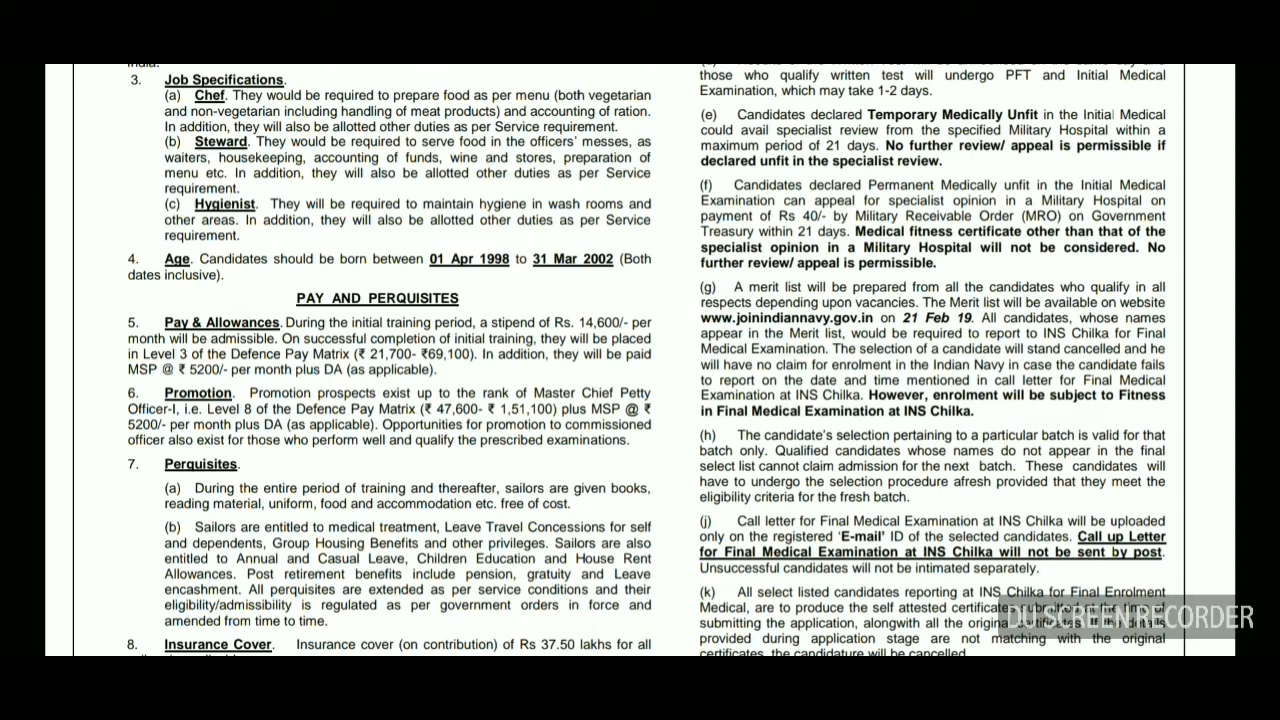 3. Job Specifications.
(a) Chef. They would be required to prepare food as per menu (both vegetarian
and non-vegetarian including handling of meat products) and accounting of ration.
In addition, they will also be allotted other duties as per Service requirement.
(b) Steward. They would be required to serve food in the officers' messes, as
waiters, housekeeping, accounting of funds, wine and stores, preparation of
menu etc. In addition, they will also be allotted other duties as per Service
requirement.
(c) Hygienist. They will be required to maintain hygiene in wash rooms and
other areas. In addition, they will also be allotted other duties as per Service
requirement.
4. Age. Candidates should be born between 01 Apr 1998 to 31 Mar 2002 (Both
dates inclusive).
PAY AND PERQUISITES
5. Pay & Allowances. During the initial training period, a stipend of Rs. 14,600/- per
month will be admissible. On successful completion of initial training, they will be placed
in Level 3 of the Defence Pay Matrix (₹ 21,700- ₹69,100). In addition, they will be paid
MSP @ ₹ 5200/- per month plus DA (as applicable).
6. Promotion. Promotion prospects exist up to the rank of Master Chief Petty
Officer-I, i.e. Level 8 of the Defence Pay Matrix (₹ 47,600- ₹ 1,51,100) plus MSP @ ₹
5200/- per month plus DA (as applicable). Opportunities for promotion to commissioned
officer also exist for those who perform well and qualify the prescribed examinations.
7. Perquisites.
(a) During the entire period of training and thereafter, sailors are given books,
reading material, uniform, food and accommodation etc. free of cost.
(b) Sailors are entitled to medical treatment, Leave Travel Concessions for self
and dependents, Group Housing Benefits and other privileges. Sailors are also
entitled to Annual and Casual Leave, Children Education and House Rent
Allowances. Post retirement benefits include pension, gratuity and Leave
encashment. All perquisites are extended as per service conditions and their
eligibility/admissibility is regulated as per government orders in force and
amended from time to time.
8. Insurance Cover. Insurance cover (on contribution) of Rs 37.50 lakhs for all
those who qualify written test will undergo PFT and Initial Medical
Examination, which may take 1-2 days.
(e) Candidates declared Temporary Medically Unfit in the Initial Medical
could avail specialist review from the specified Military Hospital within a
maximum period of 21 days. No further review/ appeal is permissible if
declared unfit in the specialist review.
(f) Candidates declared Permanent Medically unfit in the Initial Medical
Examination can appeal for specialist opinion in a Military Hospital on
payment of Rs 40/- by Military Receivable Order (MRO) on Government
Treasury within 21 days. Medical fitness certificate other than that of the
specialist opinion in a Military Hospital will not be considered. No
further review/ appeal is permissible.
(g) A merit list will be prepared from all the candidates who qualify in all
respects depending upon vacancies. The Merit list will be available on website
www.joinindiannavy.gov.in on 21 Feb 19. All candidates, whose names
appear in the Merit list, would be required to report to INS Chilka for Final
Medical Examination. The selection of a candidate will stand cancelled and he
will have no claim for enrolment in the Indian Navy in case the candidate fails
to report on the date and time mentioned in call letter for Final Medical
Examination at INS Chilka. However, enrolment will be subject to Fitness
in Final Medical Examination at INS Chilka.
(h) The candidate's selection pertaining to a particular batch is valid for that
batch only. Qualified candidates whose names do not appear in the final
select list cannot claim admission for the next batch. These candidates will
have to undergo the selection procedure afresh provided that they meet the
eligibility criteria for the fresh batch.
(j) Call letter for Final Medical Examination at INS Chilka will be uploaded
only on the registered 'E-mail' ID of the selected candidates. Call up Letter
for Final Medical Examination at INS Chilka will not be sent by post.
Unsuccessful candidates will not be intimated separately.
(k) All select listed candidates reporting at INS Chilka for Final Enrolment
Medical, are to produce the self attested certificates submitted at the time of
submitting the application, alongwith all the original certificates. If the details
provided during application stage are not matching with the original
certificates, the candidature will be cancelled
DU SCREEN RECORDER